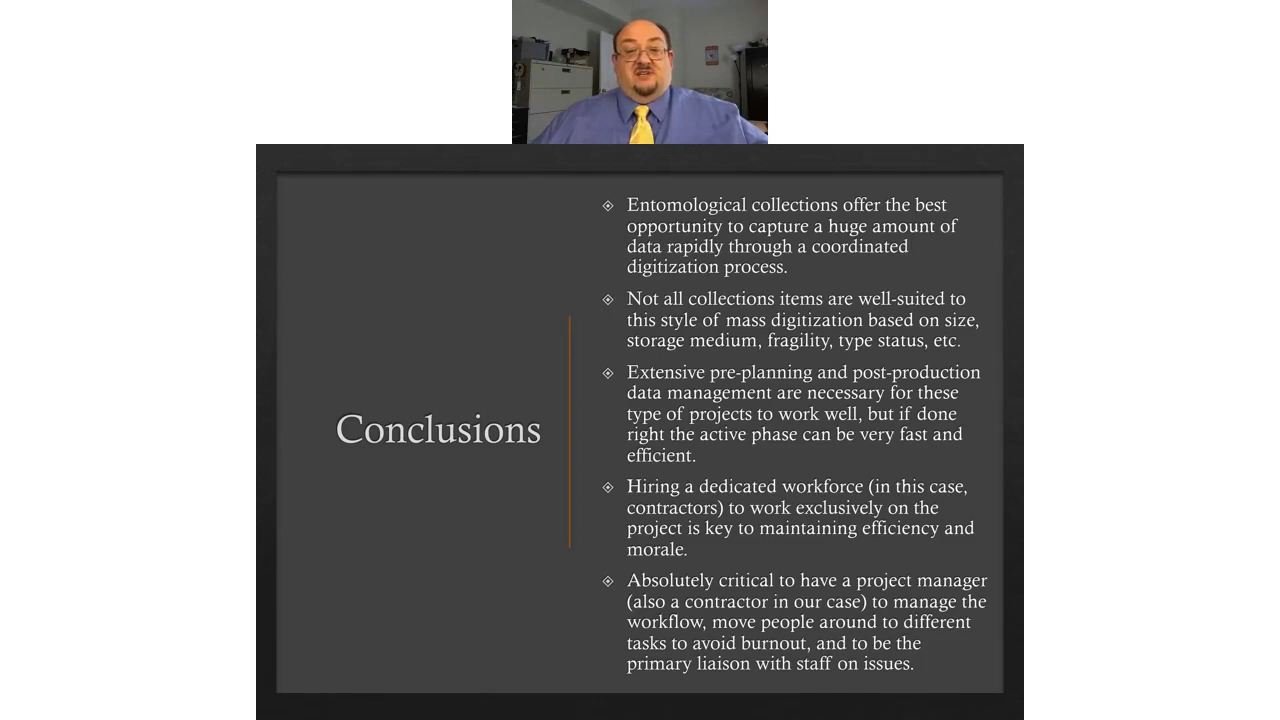 Conclusions
Entomological collections offer the best
opportunity to capture a huge amount of
data rapidly through a coordinated
digitization process.
Not all collections items are well-suited to
this style of mass digitization based on size,
storage medium, fragility, type status, etc.
Extensive pre-planning and post-production
data management are necessary for these
type of projects to work well, but if done
right the active phase can be very fast and
efficient.
Hiring a dedicated workforce (in this case,
contractors) to work exclusively on the
project is key to maintaining efficiency and
morale.
Absolutely critical to have a project manager
(also a contractor in our case) to manage the
workflow, move people around to different
tasks to avoid burnout, and to be the
primary liaison with staff on issues.